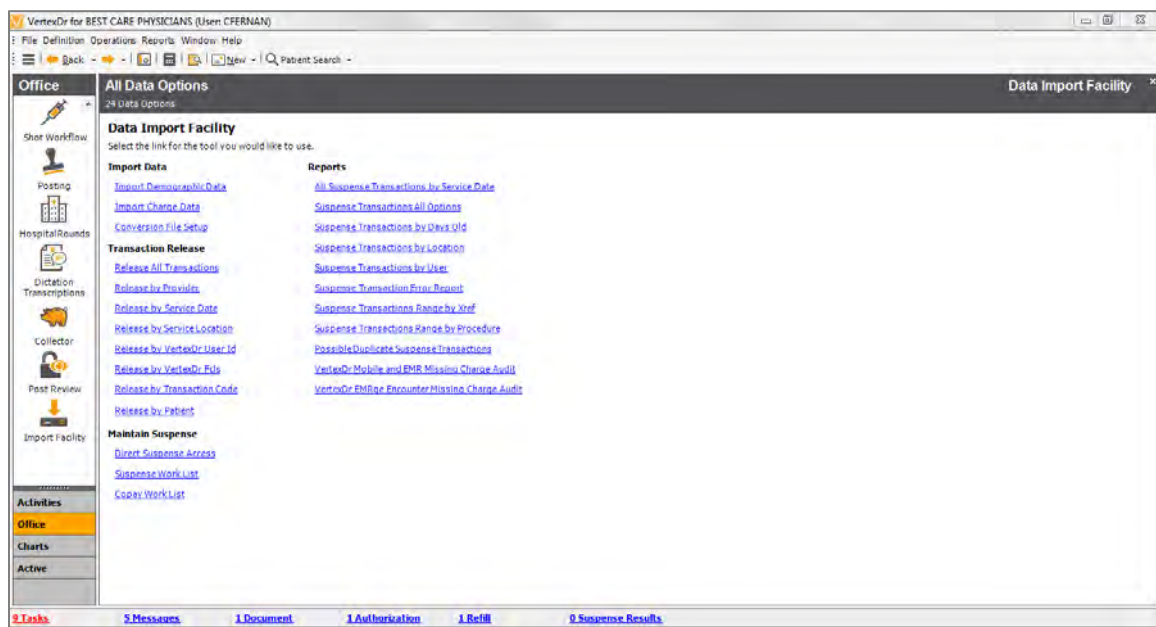 VertexDr for BEST CARE PHYSICIANS (User: CFERNAN)
File Definition Operations Reports Window Help
Back New Patient Search
Office
Shot Workflow
Posting
HospitalRounds
Dictation
Transcriptions
Collector
Post Review
Import Facility
Activities
Office
Charts
Active
All Data Options
24 Data Options
Data Import Facility
Data Import Facility
Select the link for the tool you would like to use.
Import Data
Import Demographic Data
Import Charge Data
Conversion File Setup
Transaction Release
Release All Transactions
Release by Provider
Release by Service Date
Release by Service Location
Release by VertexDr User Id
Release by VertexDr Fds
Release by Transaction Code
Release by Patient
Maintain Suspense
Direct Suspense Access
Suspense Work List
Copay Work List
Reports
All Suspense Transactions by Service Date
Suspense Transactions All Options
Suspense Transactions by Days Old
Suspense Transactions by Location
Suspense Transactions by User
Suspense Transaction Error Report
Suspense Transactions Range by Xref
Suspense Transactions Range by Procedure
Possible Duplicate Suspense Transactions
VertexDr Mobile and EMR Missing Charge Audit
VertexDr EMRge Encounter Missing Charge Audit
9 Tasks 5 Messages 1 Document 1 Authorization 1 Refill 0 Suspense Results